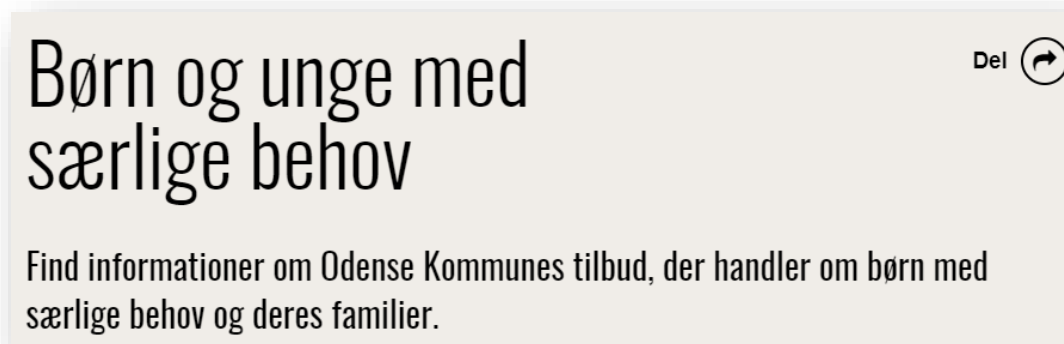 Børn og unge med
særlige behov
Del
Find informationer om Odense Kommunes tilbud, der handler om børn med
særlige behov og deres familier.